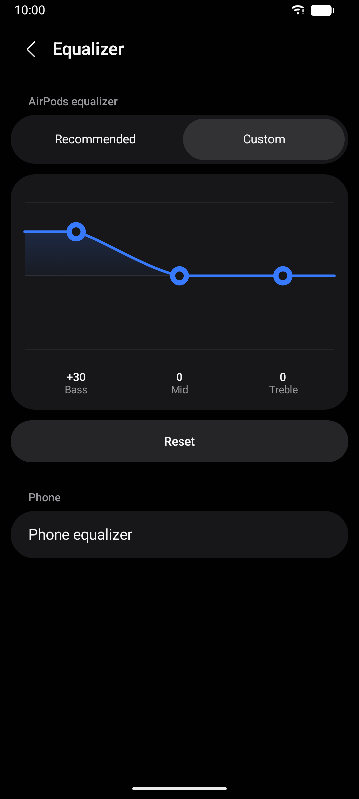 10:00
Equalizer
AirPods equalizer
Recommended
Custom
+30
0
0
Bass
Mid
Treble
Reset
Phone
Phone equalizer